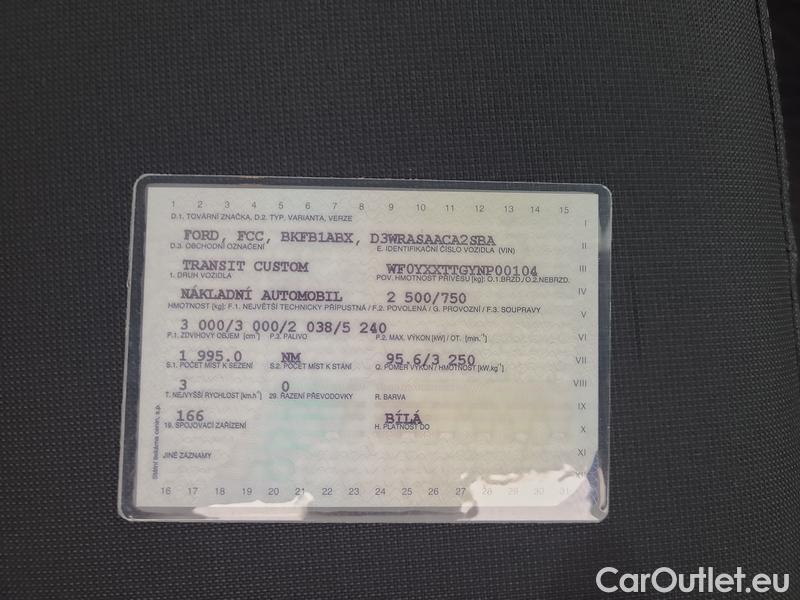 1 2 3 4 5 6 7 8 9 10 11 12 13 14 15
D.1. TOVÁRNÍ ZNAČKA, D.2. TYP, VARIANTA, VERZE
I
FORD, FCC, BKFB1ABX, D3WRASAACA2SBA
D.3. OBCHODNÍ OZNAČENÍ E. IDENTIFIKAČNÍ ČÍSLO VOZIDLA (VIN)
II
TRANSIT CUSTOM WF0YXXTTGYNP00104
1. DRUH VOZIDLA POV. HMOTNOST PŘÍVĚSU [kg]: O.1.BRZD./O.2.NEBRZD.
III
NÁKLADNÍ AUTOMOBIL 2 500/750
IV
HMOTNOST [kg]: F.1. NEJVĚTŠÍ TECHNICKY PŘÍPUSTNÁ / F.2. POVOLENÁ / G. PROVOZNÍ / F.3. SOUPRAVY
V
3 000/3 000/2 038/5 240
P.1. ZDVIHOVÝ OBJEM [cm³] P.3. PALIVO P.2. MAX. VÝKON [kW] / OT. [min.⁻¹]
VI
1 995.0 NM 95.6/3 250
VII
S.1. POČET MÍST K SEZENÍ S.2. POČET MÍST K STÁNÍ Q. POMĚR VÝKON / HMOTNOST [kW.kg⁻¹]
3 0
VIII
T. NEJVYŠŠÍ RYCHLOST [km.h⁻¹] 29. ŘAZENÍ PŘEVODOVKY R. BARVA
IX
166 BÍLÁ
19. SPOJOVACÍ ZAŘÍZENÍ H. PLATNOST DO
X
JINÉ ZÁZNAMY
XI
Státní tiskárna cenin, s.p.
16 17 18 19 20 21 22 23 24 25 26 27 28 29 30 31
CarOutlet.eu